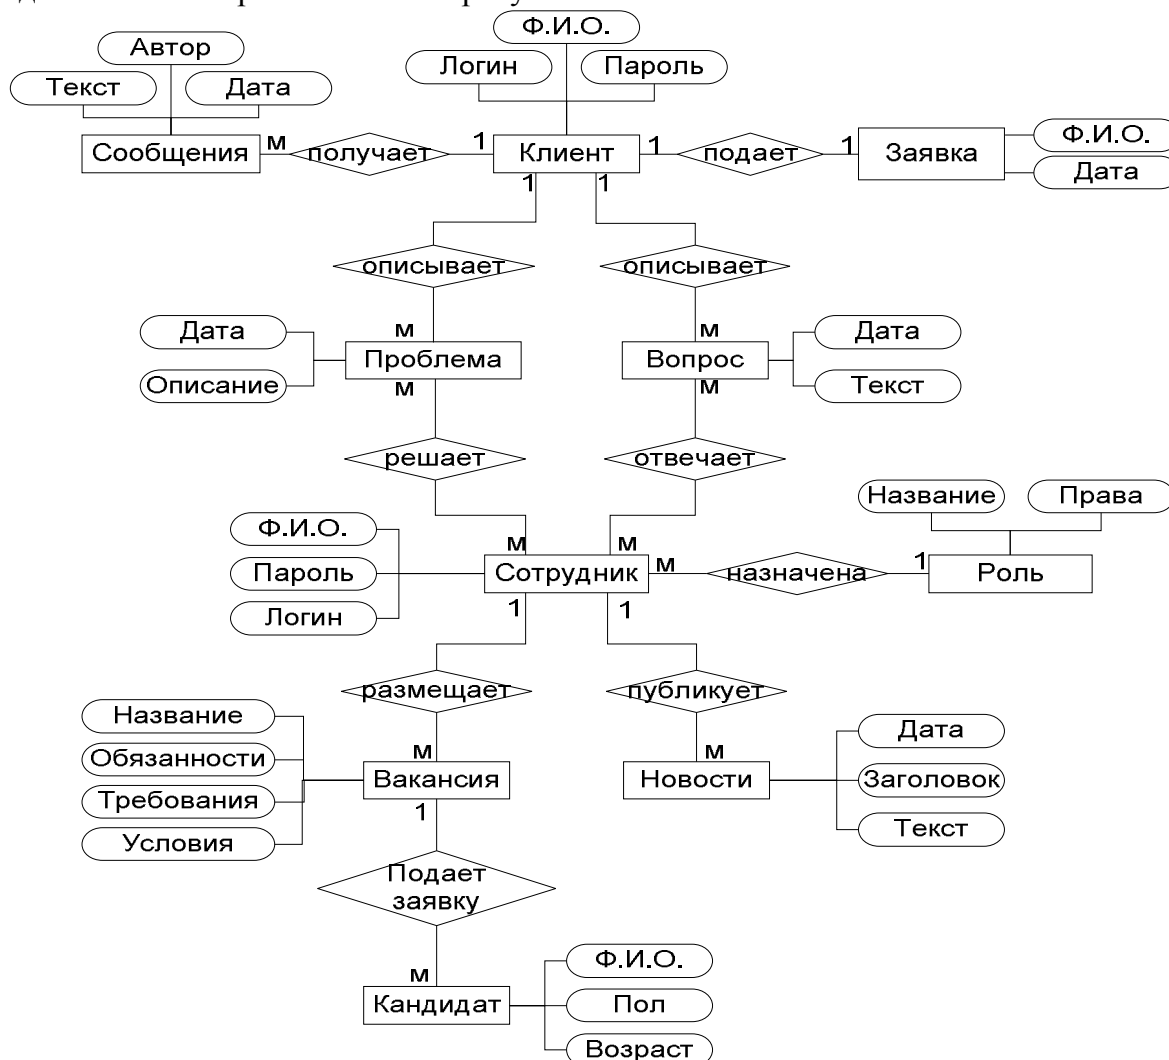 Ф.И.О.
Автор
Логин
Пароль
Текст
Дата
Ф.И.О.
Сообщения
М
получает
1
Клиент
1
подает
1
Заявка
Дата
1
1
описывает
описывает
Дата
М
М
Дата
Проблема
Вопрос
Описание
М
М
Текст
решает
отвечает
Название
Права
Ф.И.О.
М
М
Пароль
Сотрудник
М
назначена
1
Роль
Логин
1
1
размещает
публикует
Название
Дата
М
М
Обязанности
Вакансия
Новости
Заголовок
Требования
1
Текст
Условия
Подает
заявку
Ф.И.О.
М
Кандидат
Пол
Возраст